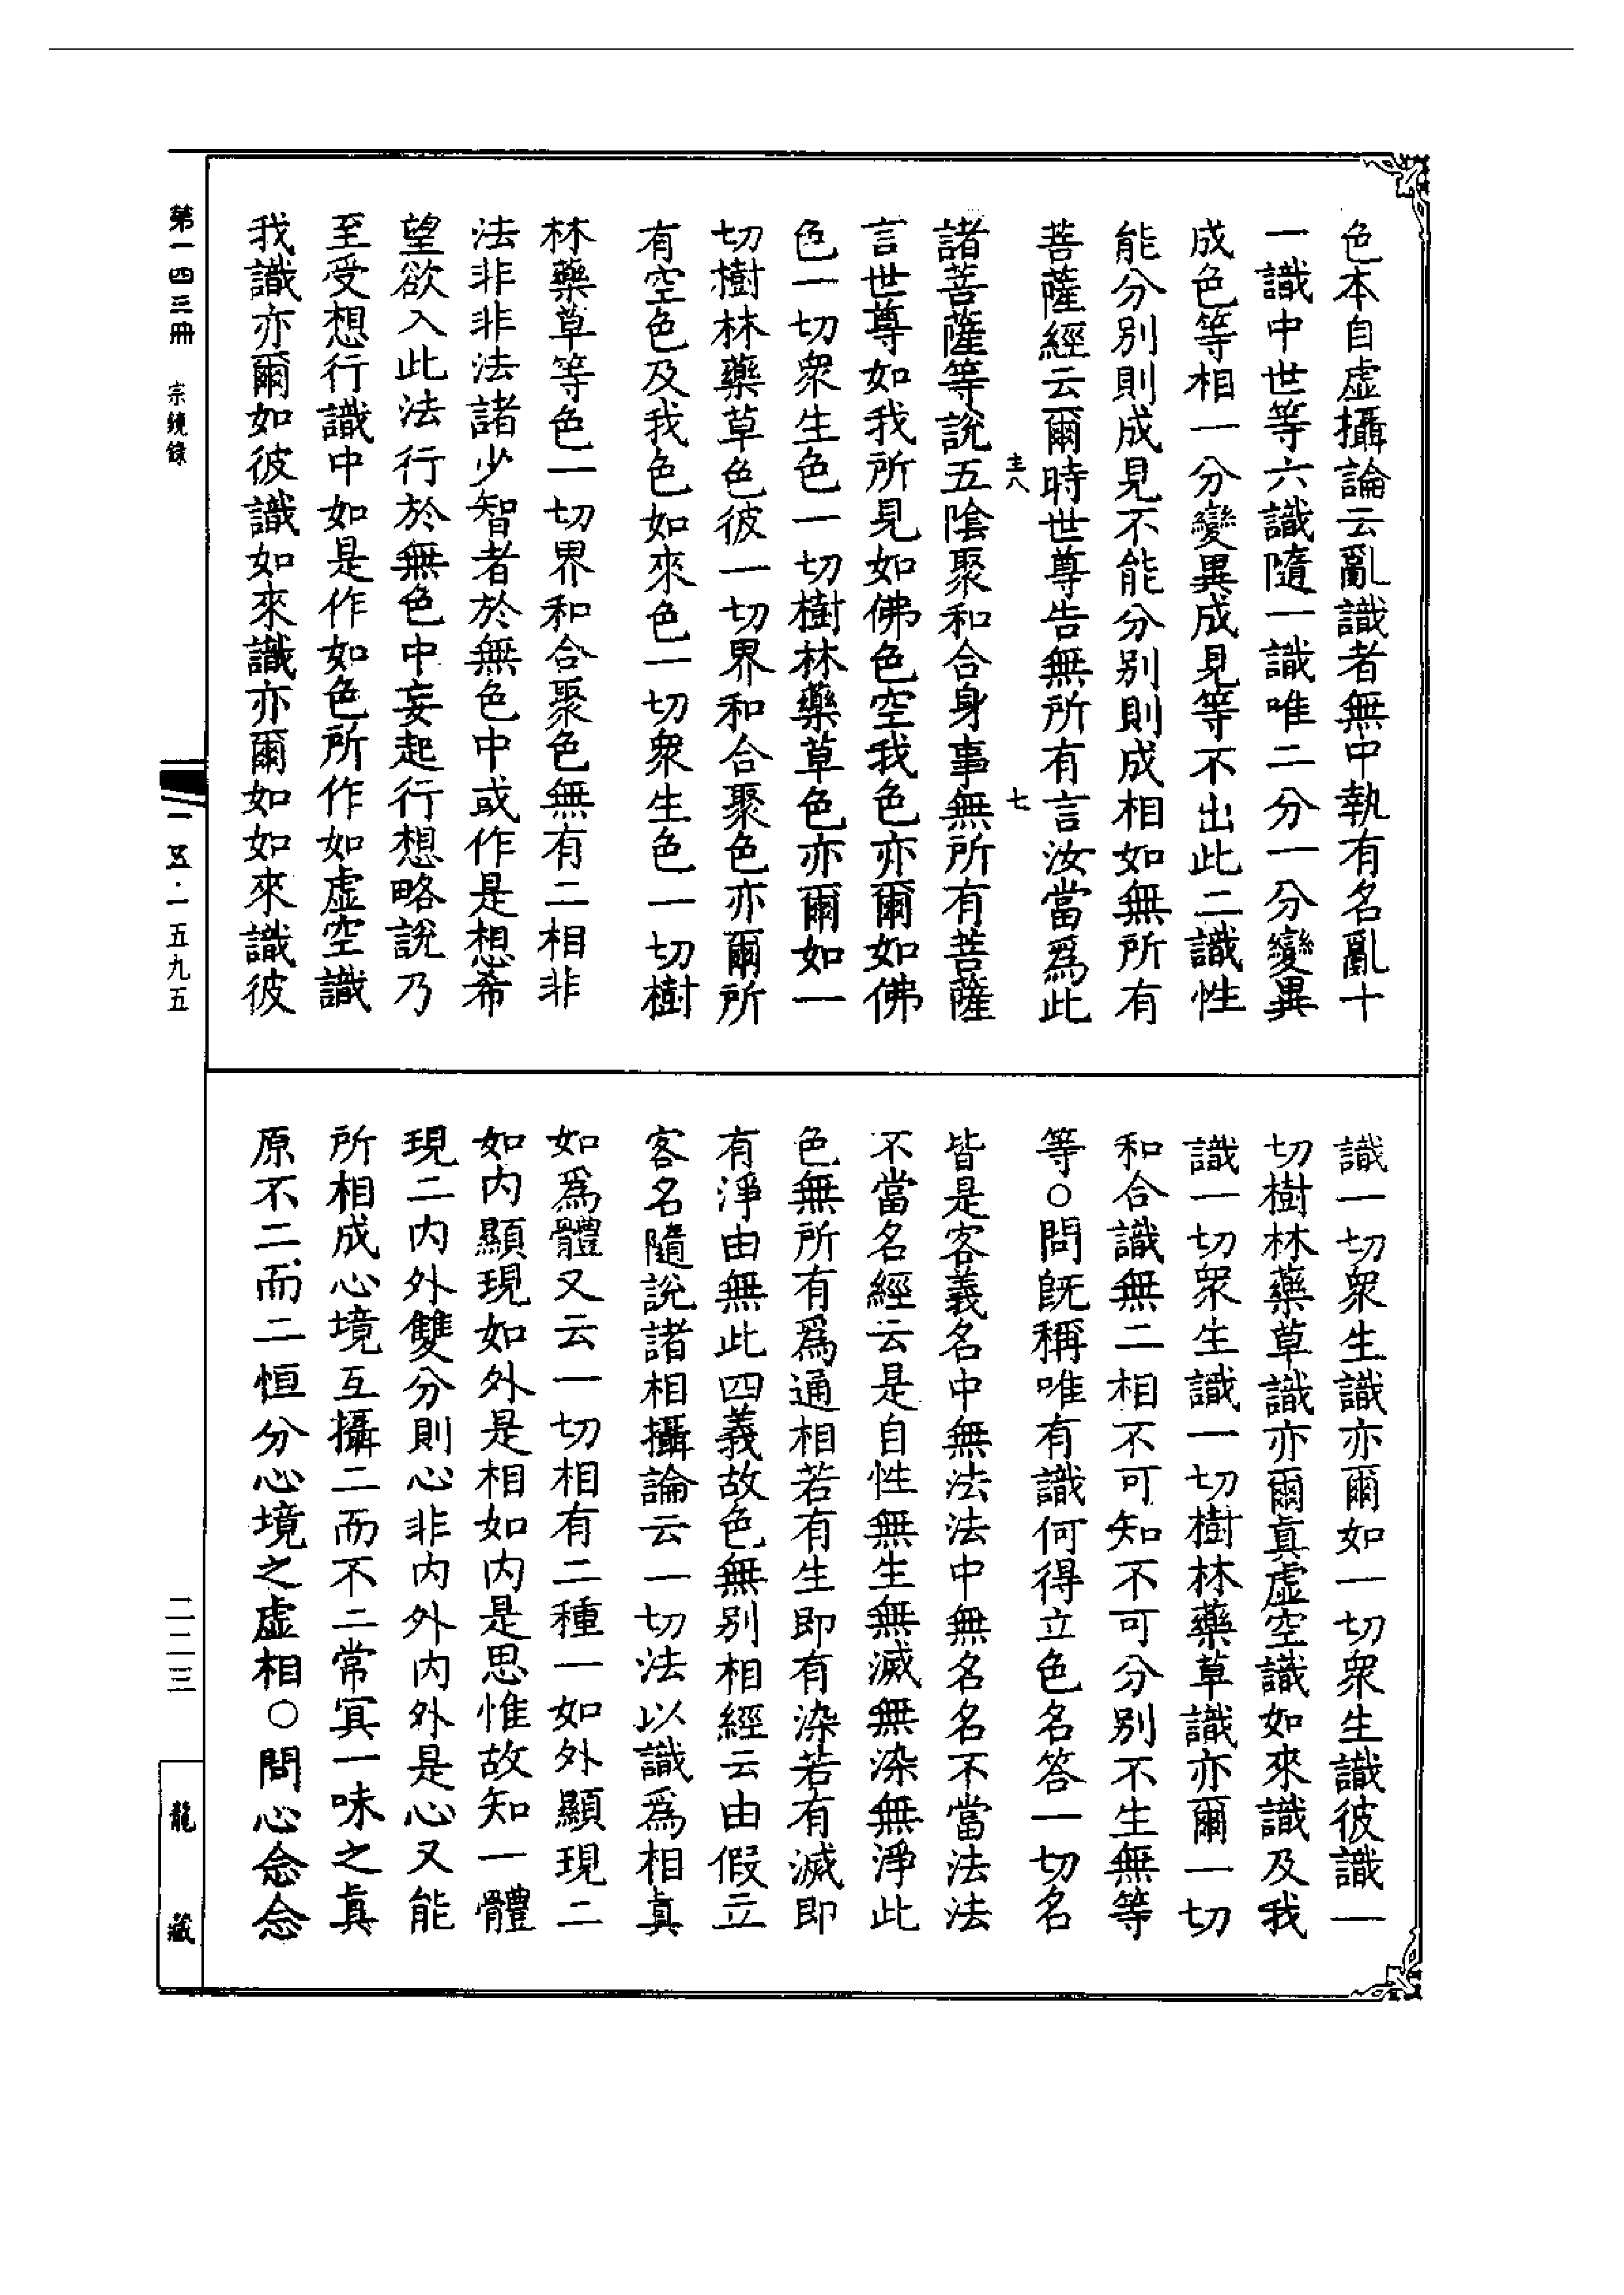 色本自虚攝論云亂識者無中執有名亂十
一識中世等六識隨一識唯二分一分變異
成色等相一分變異成見等不出此二識性
能分別則成見不能分別則成相如無所有
菩薩經云爾時世尊告無所有言汝當爲此
圭八　七
諸菩薩等說五陰聚和合身事無所有菩薩
言世尊如我所見如佛色空我色亦爾如佛
色一切衆生色一切樹林藥草色亦爾如一
切樹林藥草色彼一切界和合聚色亦爾所
有空色及我色如來色一切衆生色一切樹
林藥草等色一切界和合聚色無有二相非
法非非法諸少智者於無色中或作是想希
望欲入此法行於無色中妄起行想略說乃
至受想行識中如是作如色所作如虚空識
我識亦爾如彼識如來識亦爾如如來識彼
識一切衆生識亦爾如一切衆生識彼識一
切樹林藥草識亦爾真虚空識如來識及我
識一切衆生識一切樹林藥草識亦爾一切
和合識無二相不可知不可分別不生無等
等○問既稱唯有識何得立色名答一切名
皆是客義名中無法法中無名名不當法法
不當名經云是自性無生無滅無染無淨此
色無所有爲通相若有生即有染若有滅即
有淨由無此四義故色無別相經云由假立
客名隨說諸相攝論云一切法以識爲相真
如爲體又云一切相有二種一如外顯現二
如内顯現如外是相如内是思惟故知一體
現二内外雙分則心非内外内外是心又能
所相成心境互攝二而不二常冥一味之真
原不二而二恒分心境之虚相○問心念念
第一四三冊　宗鏡錄
一五·一五九五
二二三
龍藏